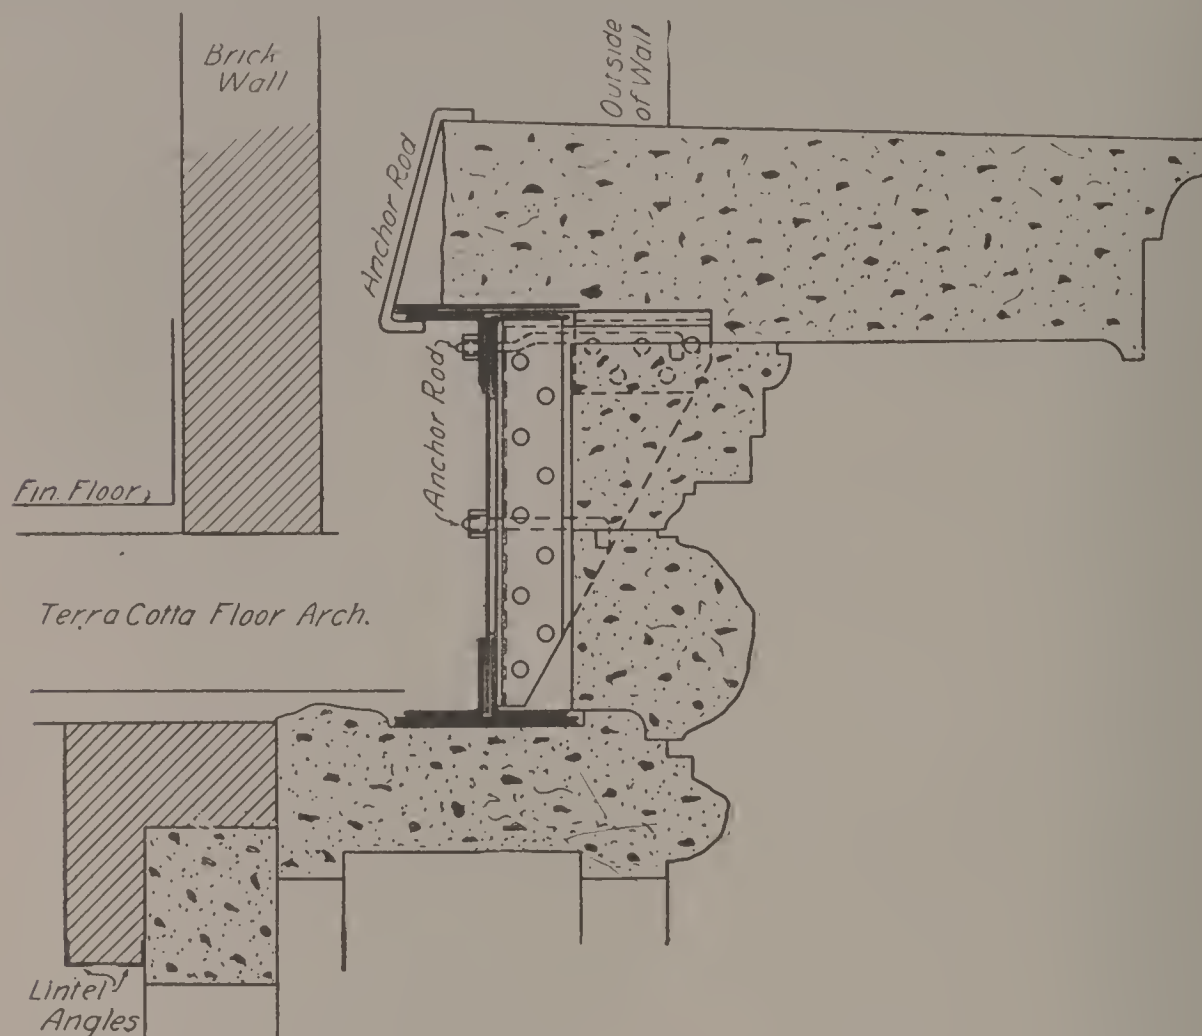 Brick
Wall
Outside
of Wall
Anchor Rod
Anchor Rod
Fin. Floor
Terra Cotta Floor Arch.
Lintel
Angles